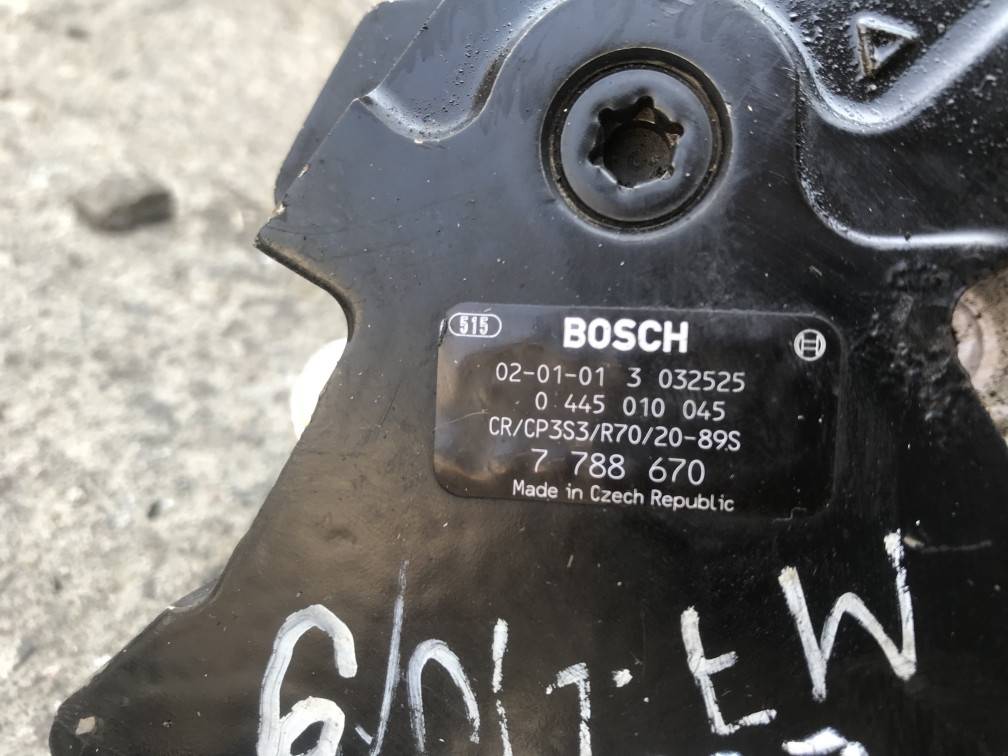 515 BOSCH
02-01-01 3 032525
0 445 010 045
CR/CP3S3/R70/20-89S
7 788 670
Made in Czech Republic